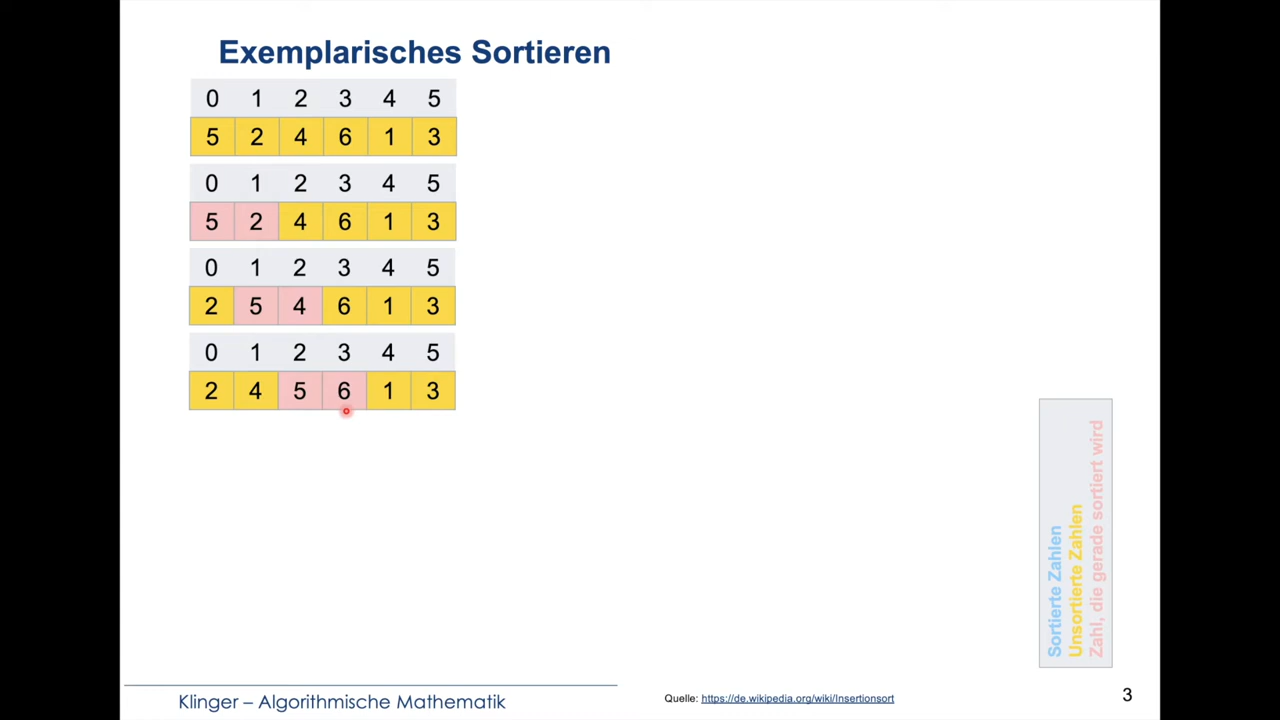 Exemplarisches Sortieren
0 1 2 3 4 5
5 2 4 6 1 3
0 1 2 3 4 5
5 2 4 6 1 3
0 1 2 3 4 5
2 5 4 6 1 3
0 1 2 3 4 5
2 4 5 6 1 3
Sortierte Zahlen
Unsortierte Zahlen
Zahl, die gerade sortiert wird
Klinger – Algorithmische Mathematik
Quelle: https://de.wikipedia.org/wiki/Insertionsort
3